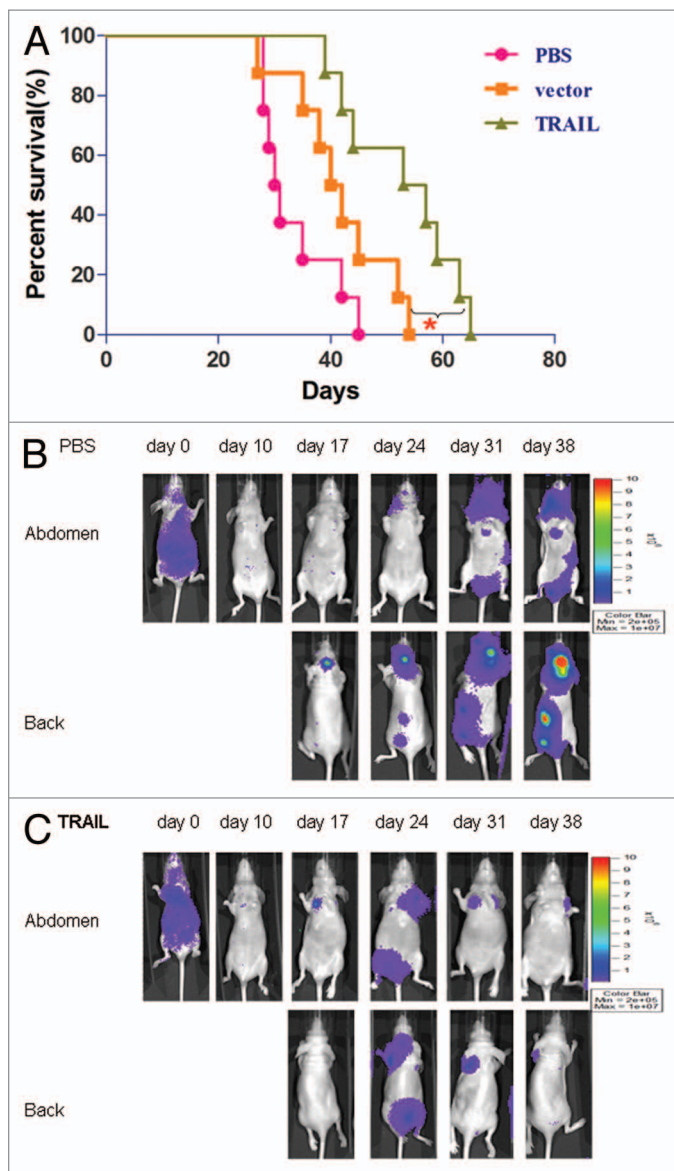 A
PBS
vector
TRAIL
Percent survival(%)
100
80
60
40
20
0
*
0 20 40 60 80
Days
B PBS day 0 day 10 day 17 day 24 day 31 day 38
Abdomen
Back
10
9
8
7
6
5
4
3
2
1
x10^6
Color Bar
Min = 2e+05
Max = 1e+07
C TRAIL day 0 day 10 day 17 day 24 day 31 day 38
Abdomen
Back
10
9
8
7
6
5
4
3
2
1
x10^6
Color Bar
Min = 2e+05
Max = 1e+07